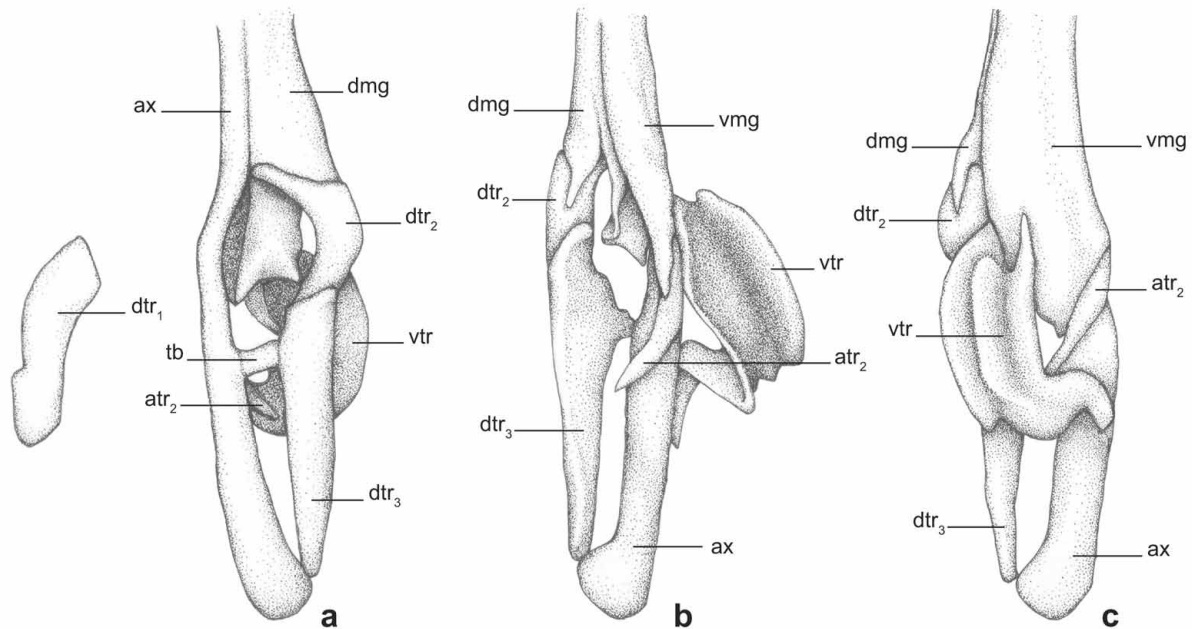 ax
dmg
dtr₂
dtr₁
vtr
tb
atr₂
dtr₃
a
dmg
vmg
dtr₂
vtr
atr₂
dtr₃
ax
b
dmg
vmg
dtr₂
atr₂
vtr
dtr₃
ax
c